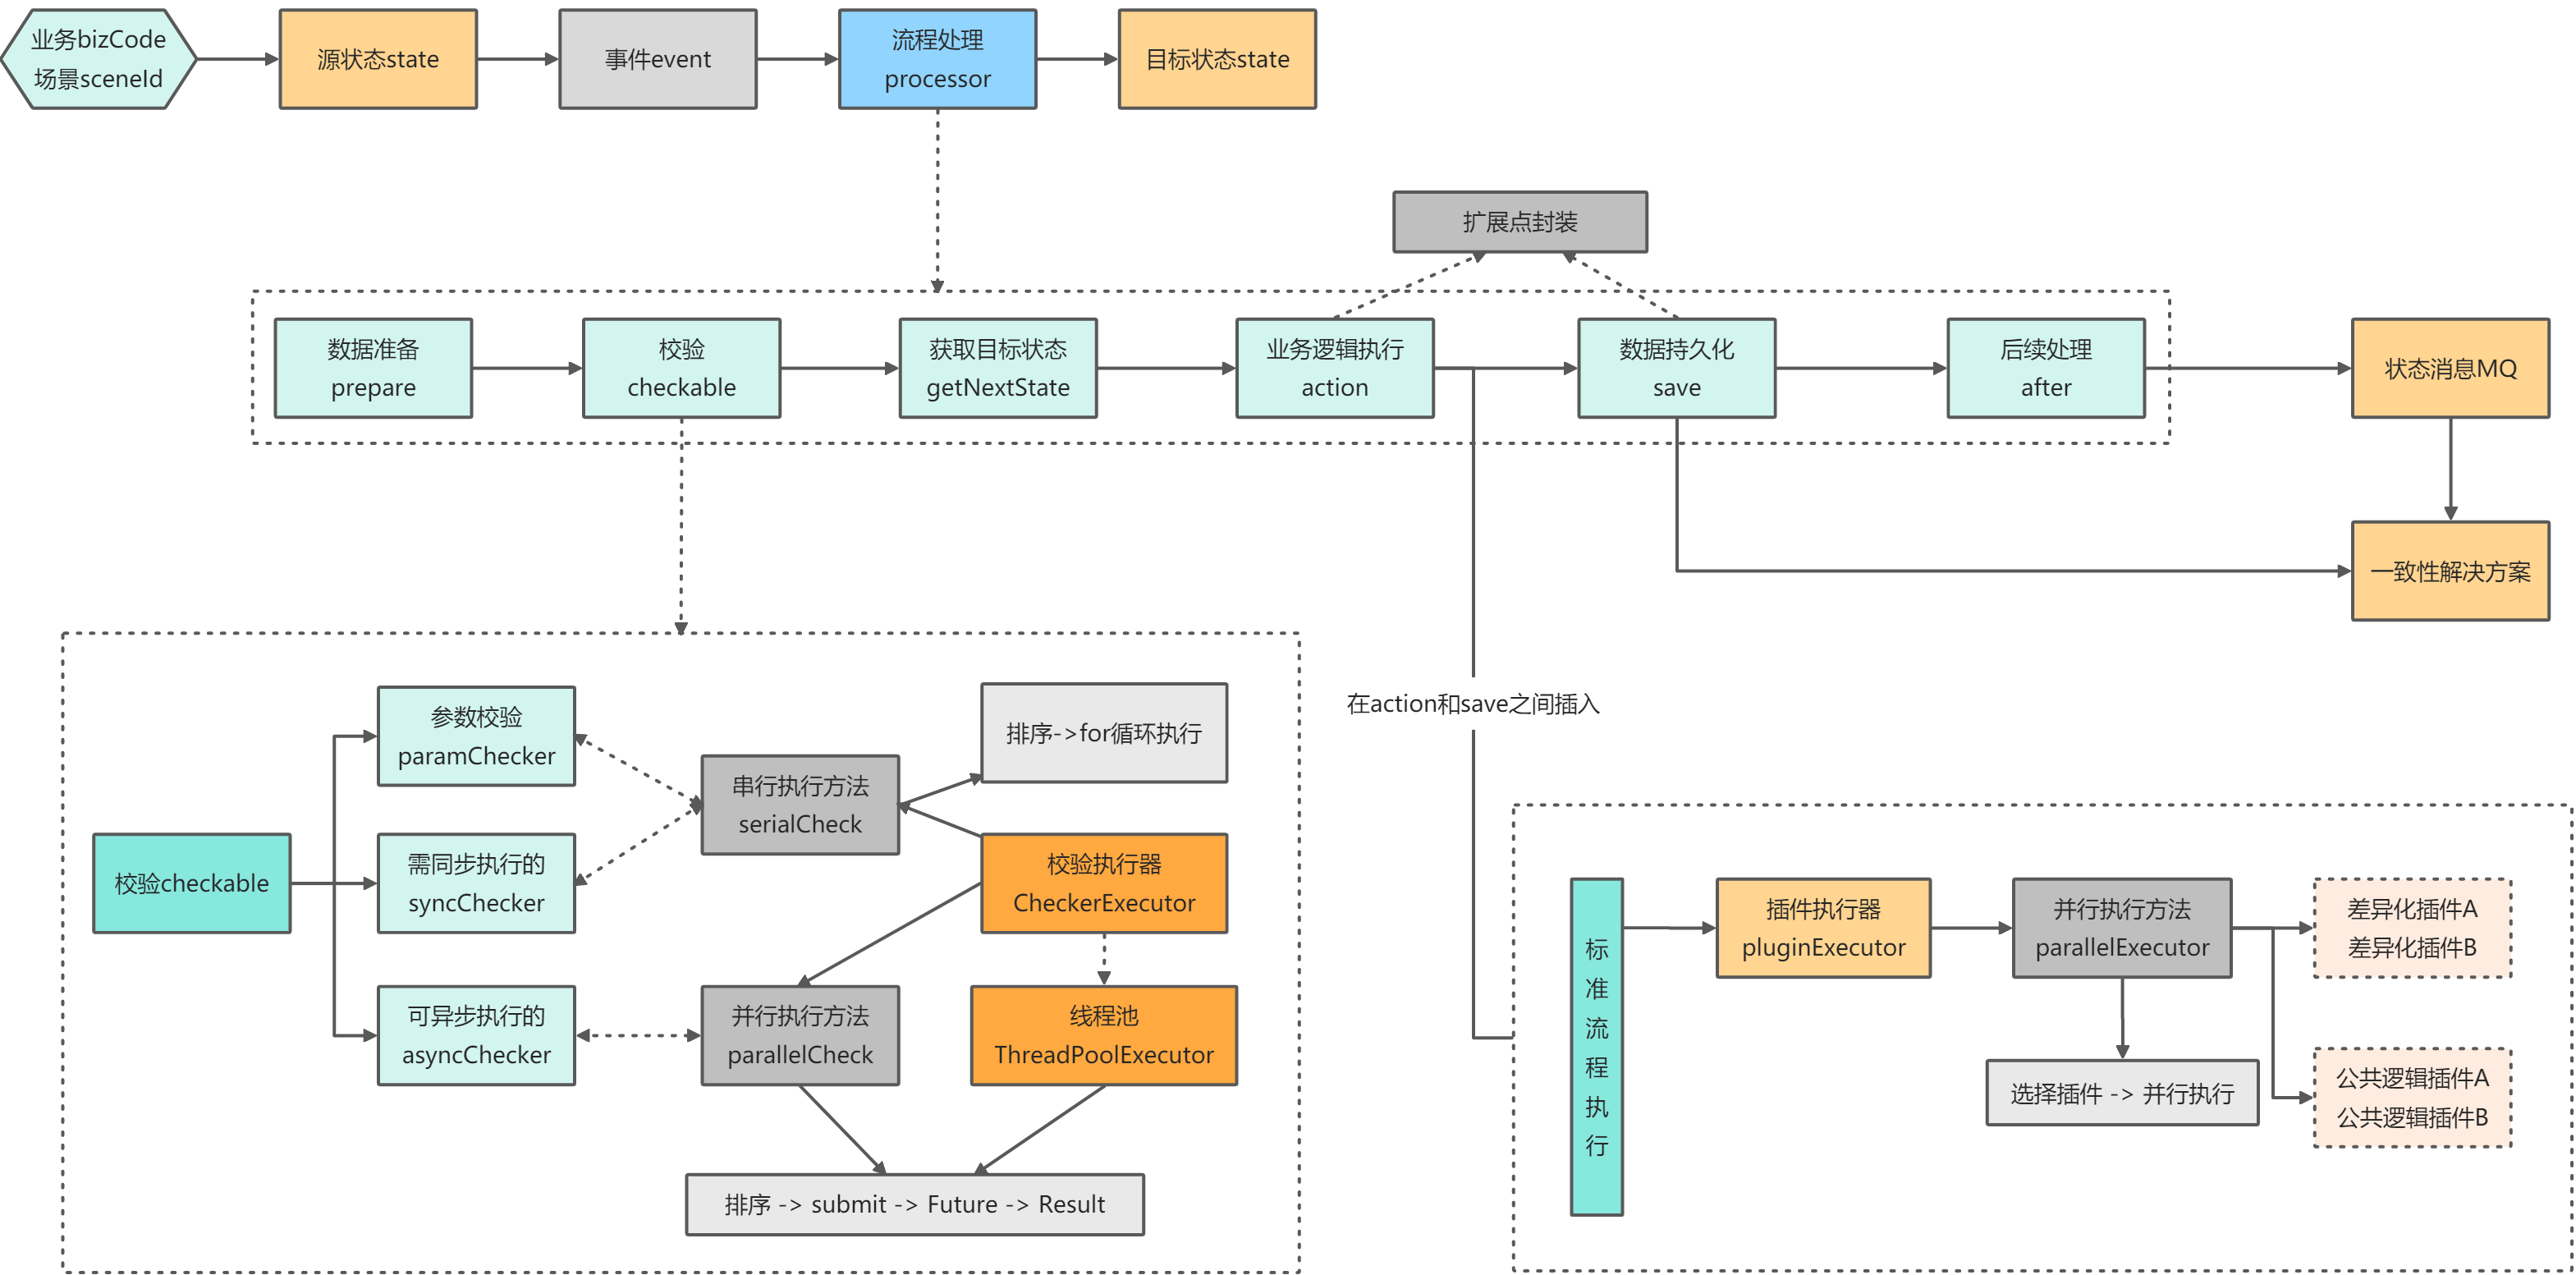 业务bizCode
场景sceneId
源状态state
事件event
流程处理
processor
目标状态state
扩展点封装
数据准备
prepare
校验
checkable
获取目标状态
getNextState
业务逻辑执行
action
数据持久化
save
后续处理
after
状态消息MQ
一致性解决方案
在action和save之间插入
参数校验
paramChecker
串行执行方法
serialCheck
排序->for循环执行
校验checkable
需同步执行的
syncChecker
校验执行器
CheckerExecutor
可异步执行的
asyncChecker
并行执行方法
parallelCheck
线程池
ThreadPoolExecutor
排序 -> submit -> Future -> Result
标
准
流
程
执
行
插件执行器
pluginExecutor
并行执行方法
parallelExecutor
差异化插件A
差异化插件B
选择插件 -> 并行执行
公共逻辑插件A
公共逻辑插件B